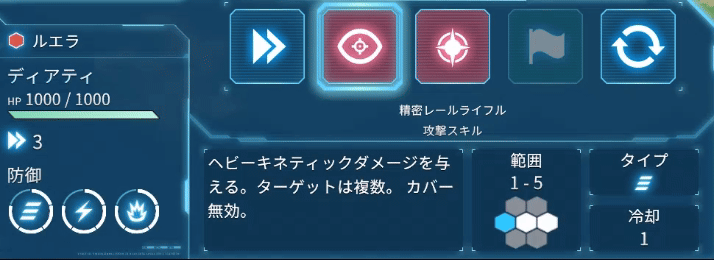 ルエラ
ディアティ
HP 1000 / 1000
3
防御
精密レールライフル
攻撃スキル
ヘビーキネティックダメージを与
える。ターゲットは複数。 カバー
無効。
範囲
1 - 5
タイプ
冷却
1